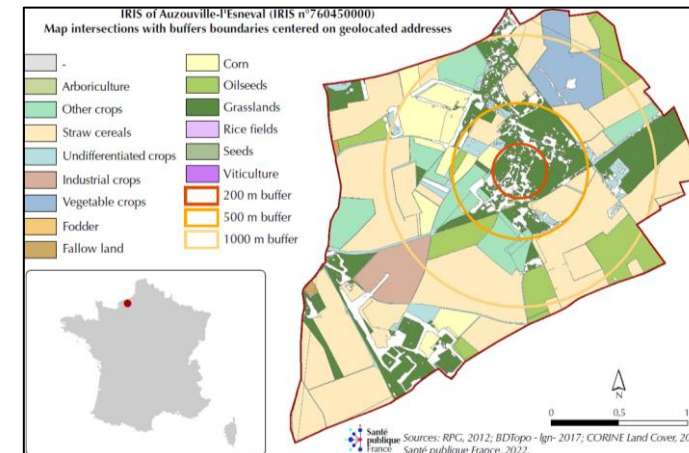 IRIS of Auzouville-l'Esneval (IRIS n°760450000)
Map intersections with buffers boundaries centered on geolocated addresses
-
Arboriculture
Other crops
Straw cereals
Undifferentiated crops
Industrial crops
Vegetable crops
Fodder
Fallow land
Corn
Oilseeds
Grasslands
Rice fields
Seeds
Viticulture
200 m buffer
500 m buffer
1000 m buffer
N
0 0,5 1
Santé
publique
France
Sources: RPG, 2012; BDTopo - Ign- 2017; CORINE Land Cover, 20
Santé publique France, 2022.